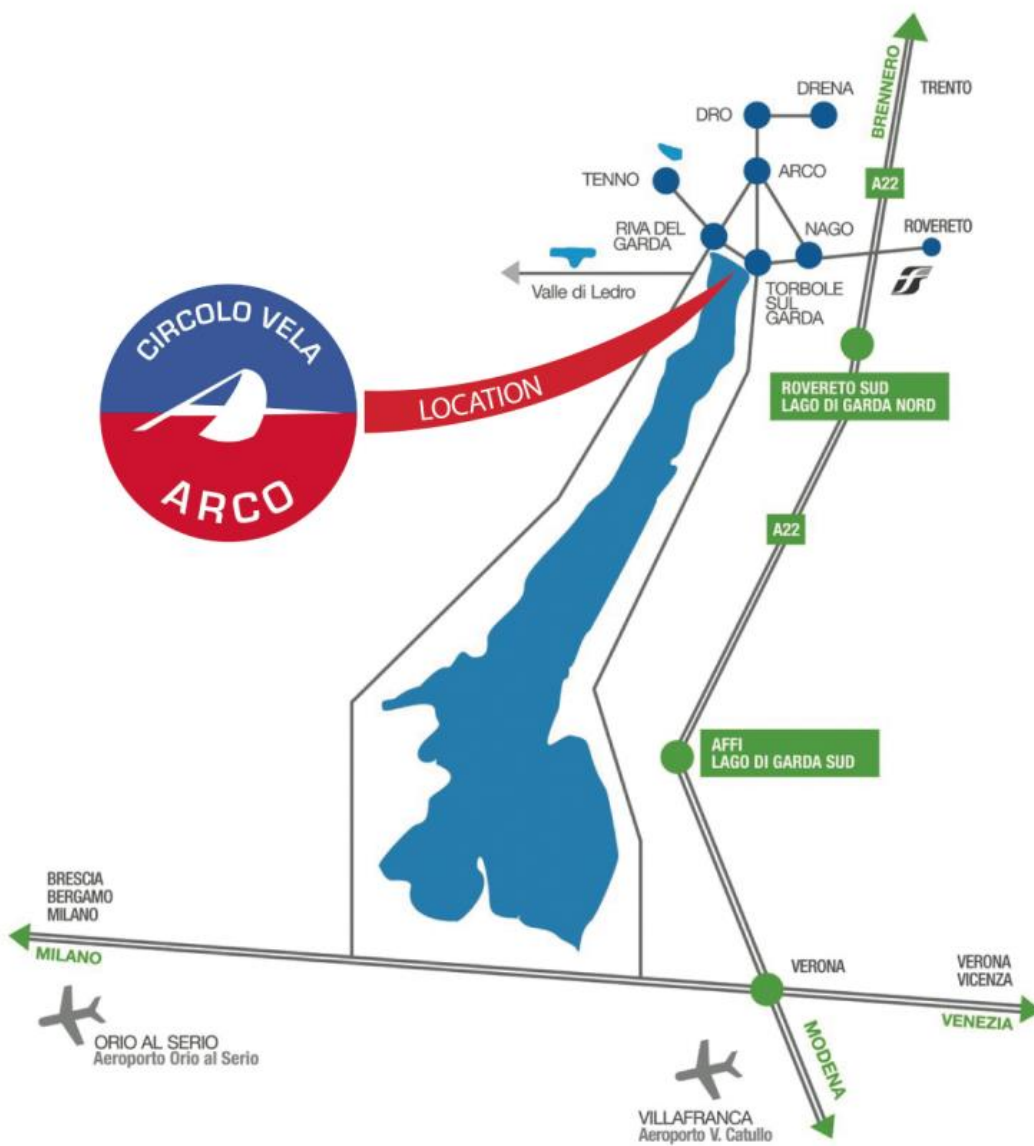 BRENNERO
TRENTO
DRENA
DRO
ARCO
TENNO
A22
RIVA DEL
GARDA
NAGO
ROVERETO
Valle di Ledro
TORBOLE
SUL
GARDA
CIRCOLO VELA
ARCO
LOCATION
ROVERETO SUD
LAGO DI GARDA NORD
A22
AFFI
LAGO DI GARDA SUD
BRESCIA
BERGAMO
MILANO
MILANO
VERONA
VERONA
VICENZA
VENEZIA
MODENA
ORIO AL SERIO
Aeroporto Orio al Serio
VILLAFRANCA
Aeroporto V. Catullo